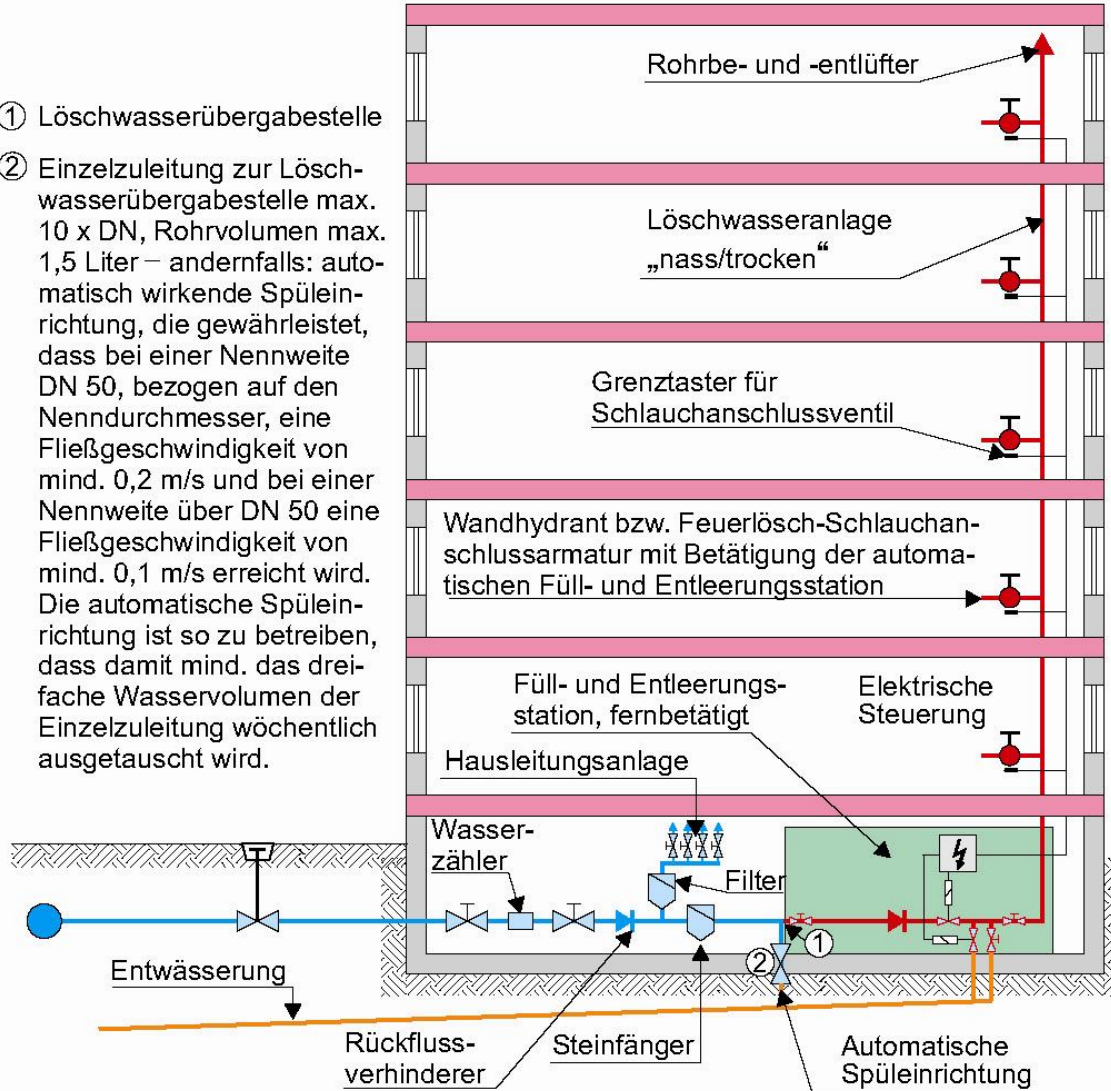 ① Löschwasserübergabestelle
② Einzelzuleitung zur Lösch-
wasserübergabestelle max.
10 x DN, Rohrvolumen max.
1,5 Liter – andernfalls: auto-
matisch wirkende Spülein-
richtung, die gewährleistet,
dass bei einer Nennweite
DN 50, bezogen auf den
Nenndurchmesser, eine
Fließgeschwindigkeit von
mind. 0,2 m/s und bei einer
Nennweite über DN 50 eine
Fließgeschwindigkeit von
mind. 0,1 m/s erreicht wird.
Die automatische Spülein-
richtung ist so zu betreiben,
dass damit mind. das drei-
fache Wasservolumen der
Einzelzuleitung wöchentlich
ausgetauscht wird.
Rohrbe- und -entlüfter
Löschwasseranlage
„nass/trocken“
Grenztaster für
Schlauchanschlussventil
Wandhydrant bzw. Feuerlösch-Schlauchan-
schlussarmatur mit Betätigung der automa-
tischen Füll- und Entleerungsstation
Füll- und Entleerungs-
station, fernbetätigt
Elektrische
Steuerung
Hausleitungsanlage
Wasser-
zähler
Filter
①
②
Entwässerung
Rückfluss-
verhinderer
Steinfänger
Automatische
Spüleinrichtung